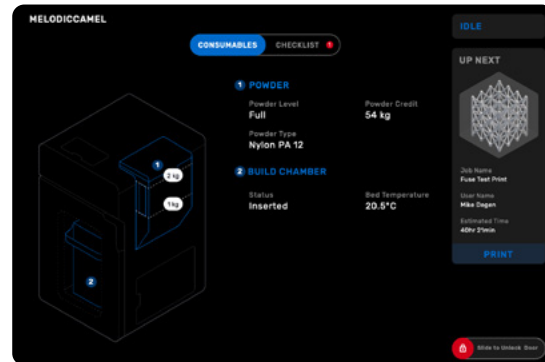 MELODICCAMEL
IDLE
CONSUMABLES
CHECKLIST 1
UP NEXT
1 POWDER
Powder Level
Full
Powder Credit
54 kg
Powder Type
Nylon PA 12
2 BUILD CHAMBER
Status
Inserted
Bed Temperature
20.5°C
1
2 kg
1 kg
2
Job Name
Fuse Test Print
User Name
Mike Dagen
Estimated Time
40hr 21min
PRINT
Slide to Unlock Door